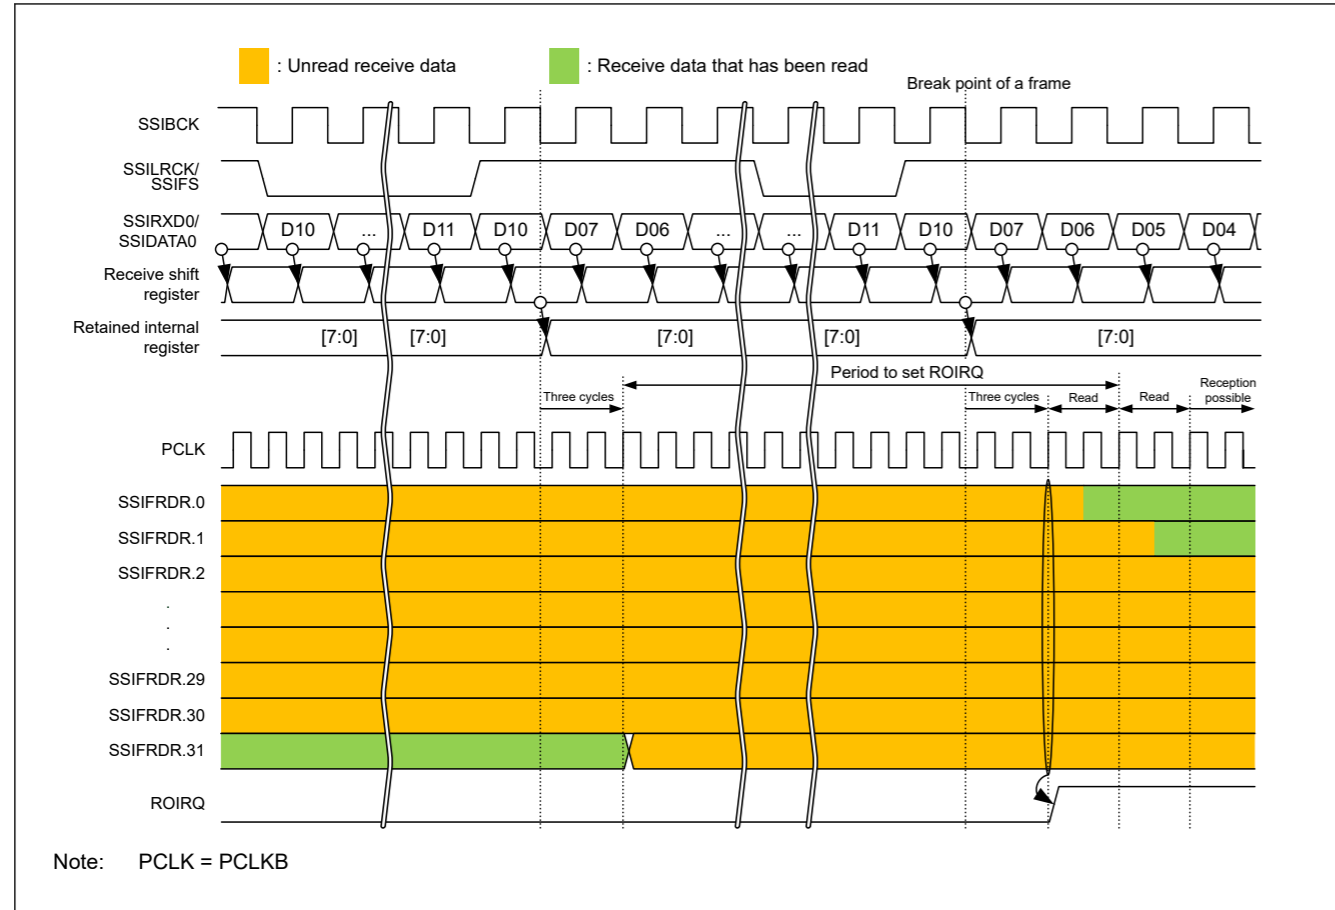 : Unread receive data
: Receive data that has been read
Break point of a frame
SSIBCK
SSILRCK/
SSIFS
SSIRXD0/
SSIDATA0
D10
...
D11
D10
D07
D06
...
...
D11
D10
D07
D06
D05
D04
Receive shift
register
Retained internal
register
[7:0]
[7:0]
[7:0]
[7:0]
[7:0]
Period to set ROIRQ
Three cycles
Three cycles
Read
Read
Reception
possible
PCLK
SSIFRDR.0
SSIFRDR.1
SSIFRDR.2
.
.
.
SSIFRDR.29
SSIFRDR.30
SSIFRDR.31
ROIRQ
Note: PCLK = PCLKB